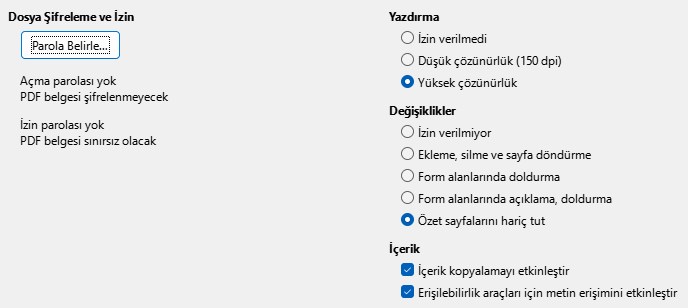 Dosya Şifreleme ve İzin
Parola Belirle...
Açma parolası yok
PDF belgesi şifrelenmeyecek
İzin parolası yok
PDF belgesi sınırsız olacak
Yazdırma
İzin verilmedi
Düşük çözünürlük (150 dpi)
Yüksek çözünürlük
Değişiklikler
İzin verilmiyor
Ekleme, silme ve sayfa döndürme
Form alanlarında doldurma
Form alanlarında açıklama, doldurma
Özet sayfalarını hariç tut
İçerik
İçerik kopyalamayı etkinleştir
Erişilebilirlik araçları için metin erişimini etkinleştir